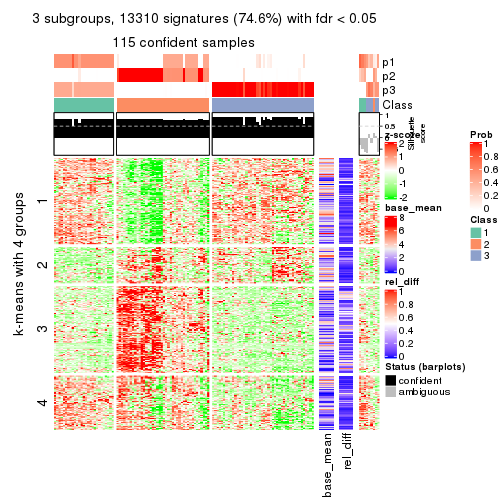 3 subgroups, 13310 signatures (74.6%) with fdr < 0.05
115 confident samples
p1
p2
p3
Class
1
0.5
0
Silhouette
score
k-means with 4 groups
1
2
3
4
base_mean
rel_diff
z-score
2
1
0
-1
-2
base_mean
8
6
4
2
0
rel_diff
1
0.8
0.6
0.4
0.2
0
Status (barplots)
confident
ambiguous
Prob
1
0.8
0.6
0.4
0.2
0
Class
1
2
3